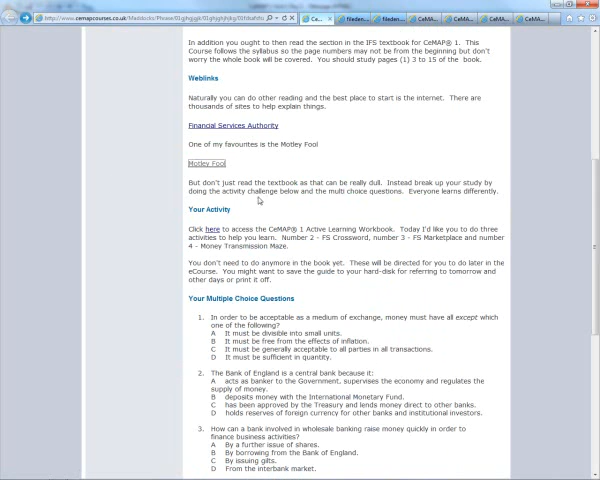 www.cemapcourses.co.uk/Maddocks/Please/
Ce...
fileden...
fileden...
CeMA...
CeMA...
CeMA...
CeMA...
In addition you ought to then read the section in the IFS textbook for CeMAP® 1. This
Course follows the syllabus so the page numbers may not be from the beginning but don't
worry the whole book will be covered. You should study pages (1) 3 to 15 of the book.
Weblinks
Naturally you can do other reading and the best place to start is the internet. There are
thousands of sites to help explain things.
Financial Services Authority
One of my favourites is the Motley Fool
Motley Fool
But don't just read the textbook as that can be really dull. Instead break up your study by
doing the activity challenge below and the multi choice questions. Everyone learns differently.
Your Activity
Click here to access the CeMAP® 1 Active Learning Workbook. Today I'd like you to do three
activities to help you learn. Number 2 - FS Crossword, number 3 - FS Marketplace and number
4 - Money Transmission Maze.
You don't need to do anymore in the book yet. These will be directed for you to do later in the
eCourse. You might want to save the guide to your hard-disk for referring to tomorrow and
other days or print it off.
Your Multiple Choice Questions
1. In order to be acceptable as a medium of exchange, money must have all except which
one of the following?
A It must be divisible into small units.
B It must be free from the effects of inflation.
C It must be generally acceptable to all parties in all transactions.
D It must be sufficient in quantity.
2. The Bank of England is a central bank because it:
A acts as banker to the Government, supervises the economy and regulates the
supply of money.
B deposits money with the International Monetary Fund.
C has been approved by the Treasury and lends money direct to other banks.
D holds reserves of foreign currency for other banks and institutional investors.
3. How can a bank involved in wholesale banking raise money quickly in order to
finance business activities?
A By a further issue of shares.
B By borrowing from the Bank of England.
C By issuing gilts.
D From the interbank market.